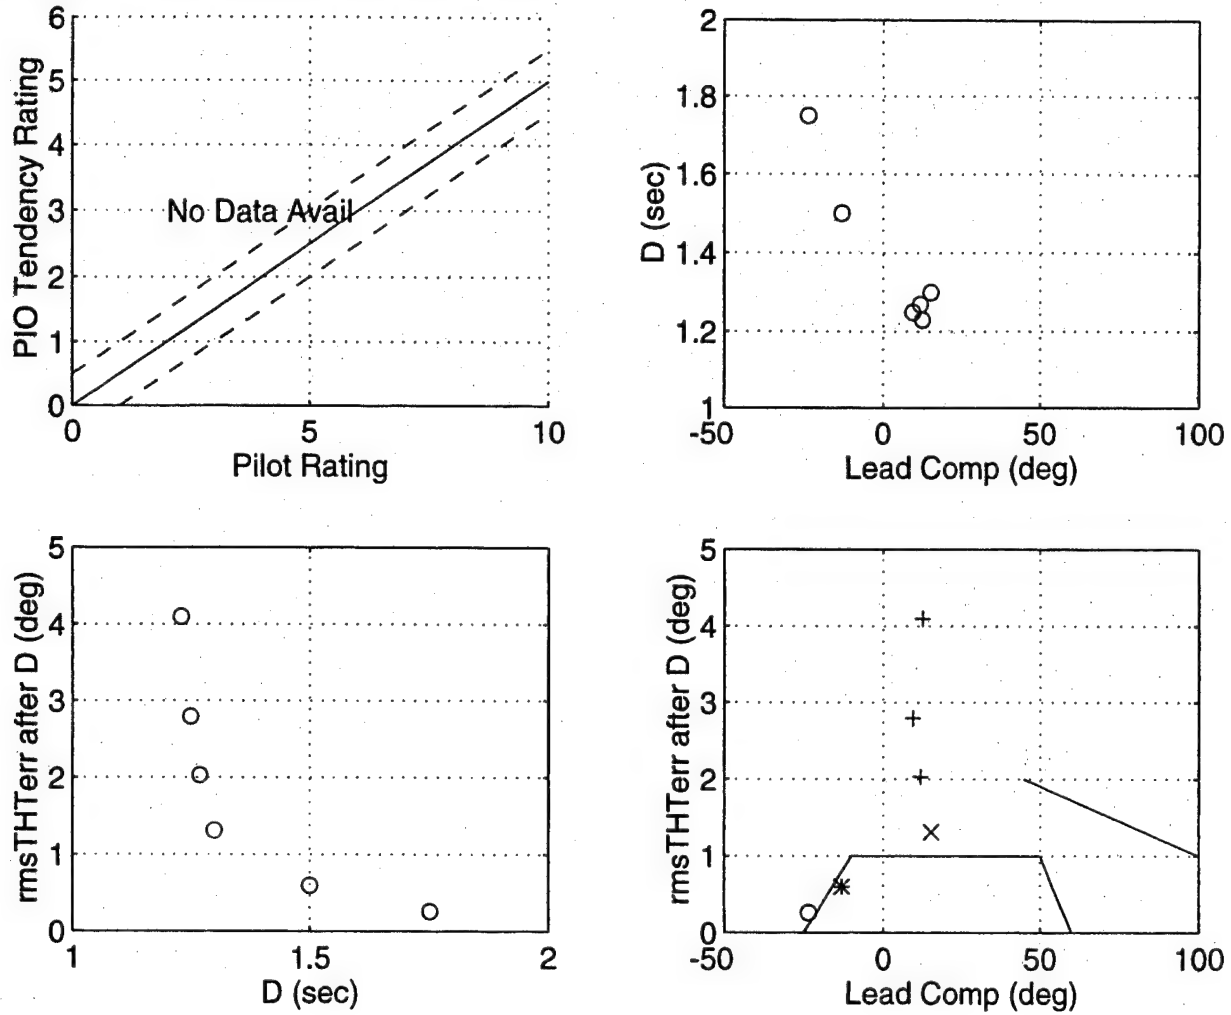 6
5
4
3
2
1
0
PIO Tendency Rating
No Data Avail
0 5 10
Pilot Rating
2
1.8
1.6
1.4
1.2
1
D (sec)
-50 0 50 100
Lead Comp (deg)
5
4
3
2
1
0
rmsTHTerr after D (deg)
1 1.5 2
D (sec)
5
4
3
2
1
0
rmsTHTerr after D (deg)
-50 0 50 100
Lead Comp (deg)